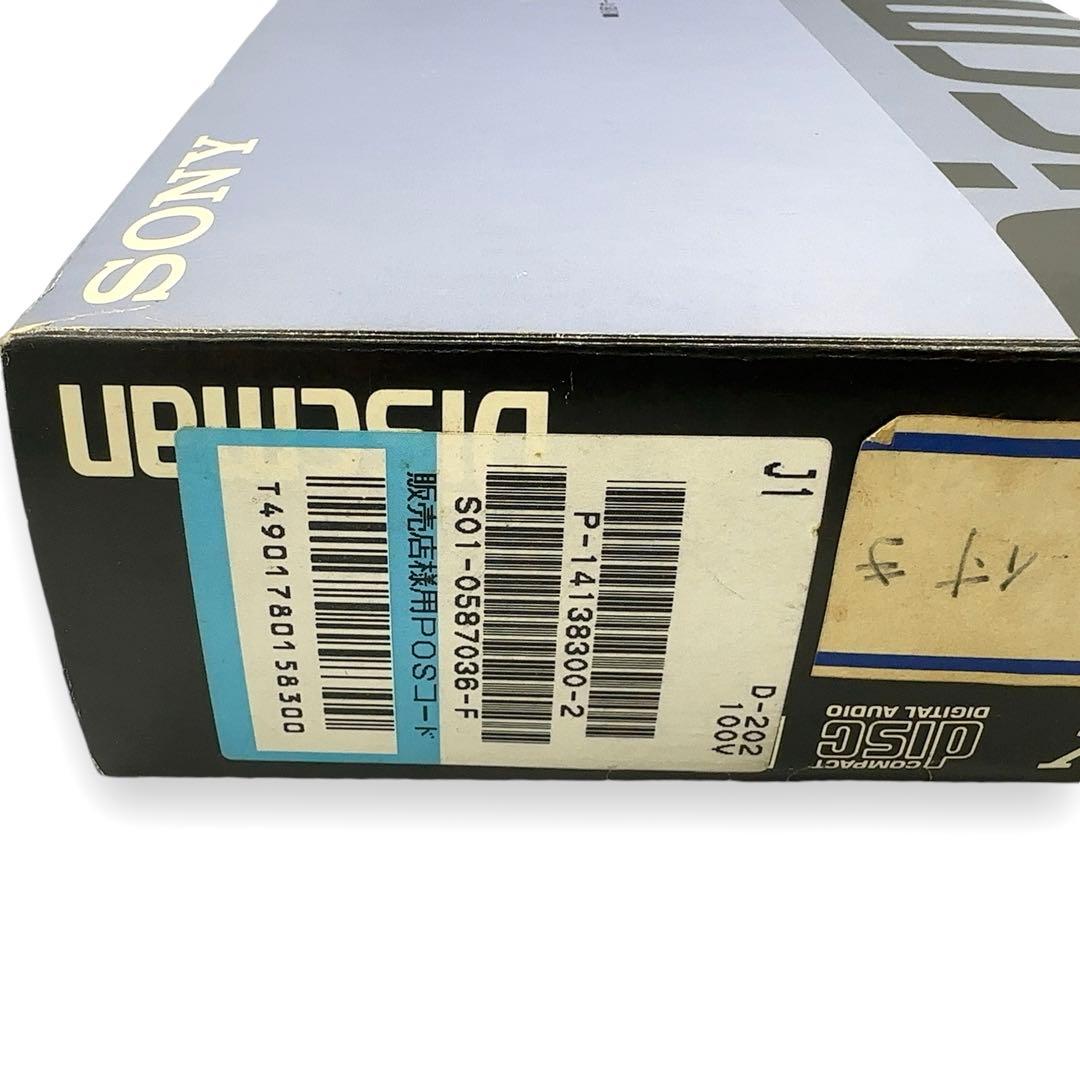 SONY
DISCMAN
J1
P-14138300-2
S01-0587036-F
D-202
100V
販売店様用POSコード
T4901780158300
COMPACT
disc
DIGITAL AUDIO